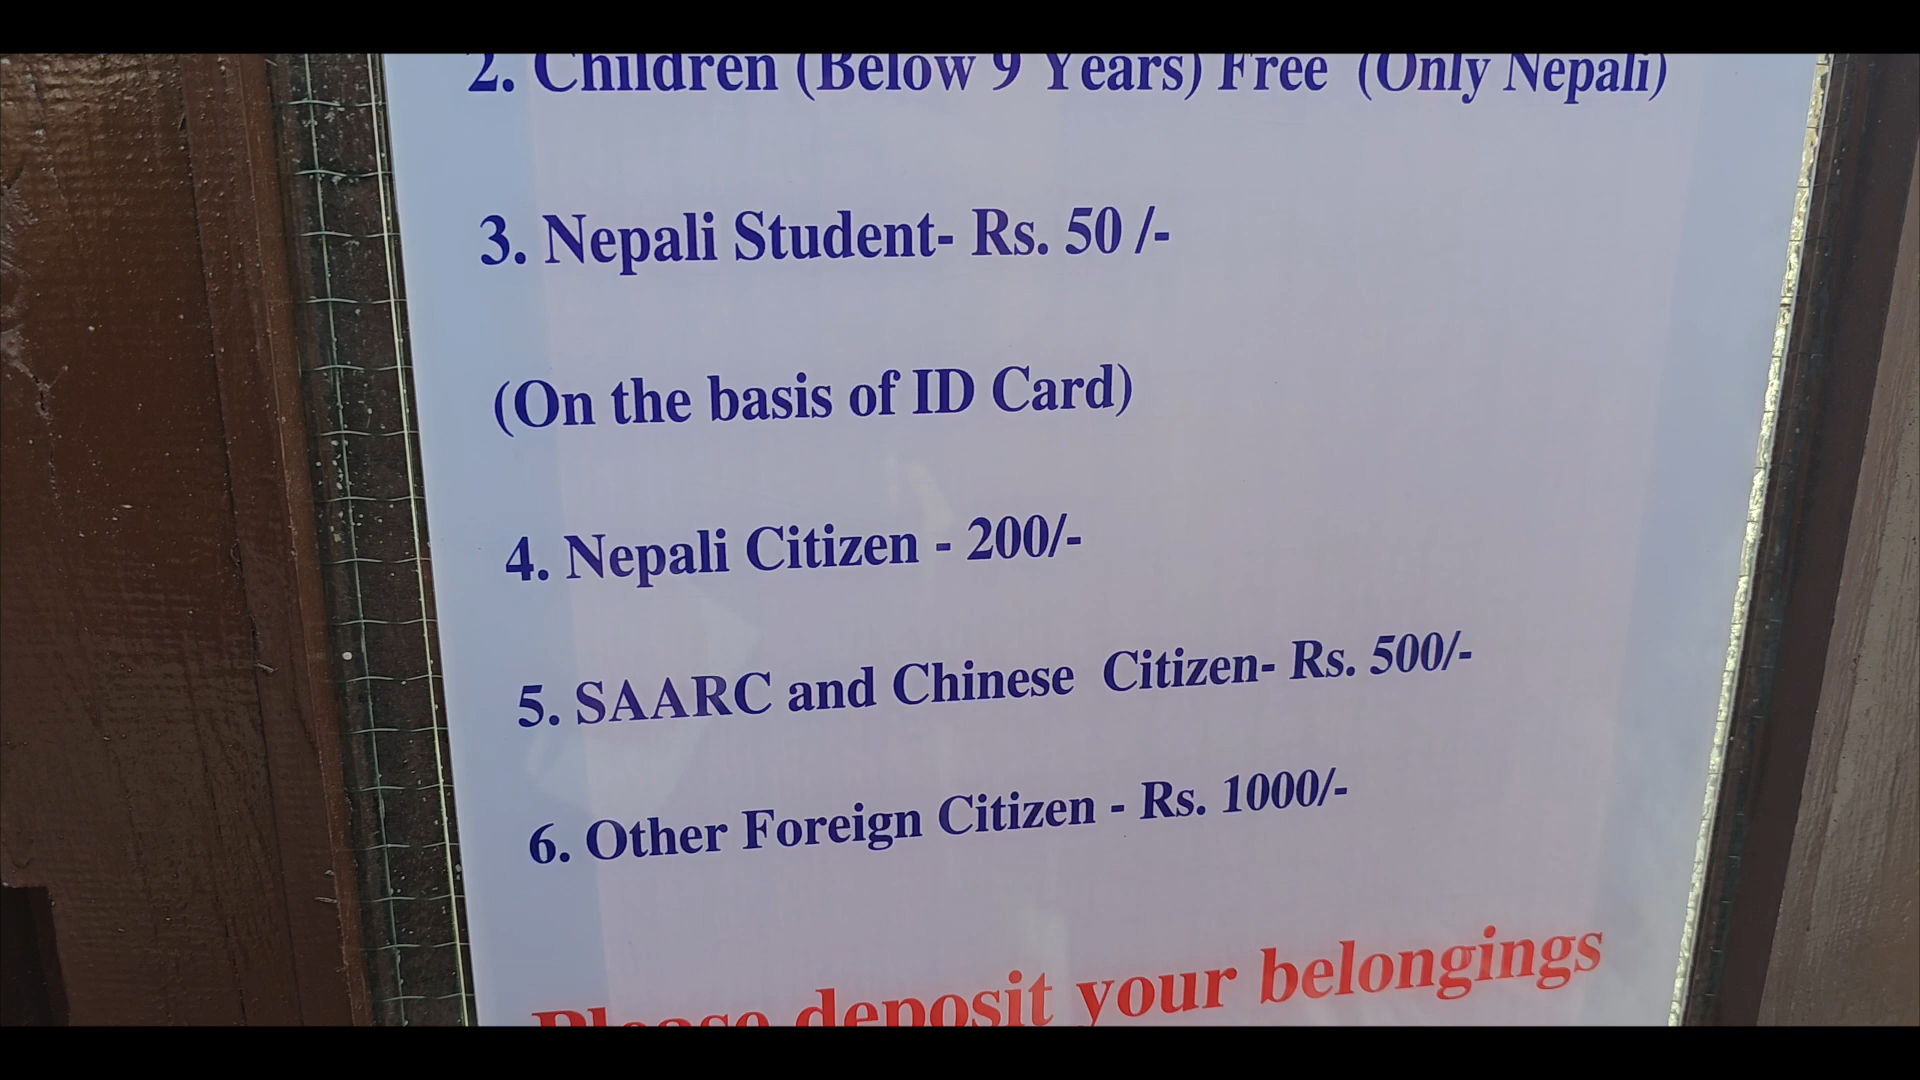 2. Children (Below 9 Years) Free (Only Nepali)
3. Nepali Student- Rs. 50 /-
(On the basis of ID Card)
4. Nepali Citizen - 200/-
5. SAARC and Chinese Citizen- Rs. 500/-
6. Other Foreign Citizen - Rs. 1000/-
Please deposit your belongings